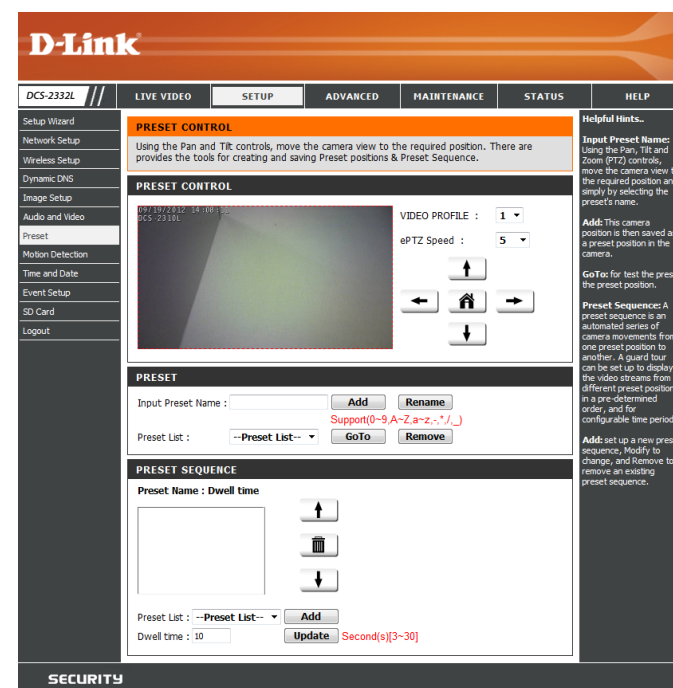 D-Link
DCS-2332L
LIVE VIDEO
SETUP
ADVANCED
MAINTENANCE
STATUS
HELP
Setup Wizard
Network Setup
Wireless Setup
Dynamic DNS
Image Setup
Audio and Video
Preset
Motion Detection
Time and Date
Event Setup
SD Card
Logout
PRESET CONTROL
Using the Pan and Tilt controls, move the camera view to the required position. There are
provides the tools for creating and saving Preset positions & Preset Sequence.
PRESET CONTROL
09/19/2012 14:08:
DCS-2310L
VIDEO PROFILE :
1
ePTZ Speed :
5
PRESET
Input Preset Name :
Add
Rename
Support(0~9,A~Z,a~z,-,*,/,_)
Preset List :
--Preset List--
GoTo
Remove
PRESET SEQUENCE
Preset Name : Dwell time
Preset List :
--Preset List--
Add
Dwell time :
10
Update
Second(s)[3~30]
Helpful Hints..
Input Preset Name:
Using the Pan, Tilt and
Zoom (PTZ) controls,
move the camera view t
the required position an
simply by selecting the
preset's name.
Add: This camera
position is then saved as
a preset position in the
camera.
GoTo: for test the pres
the preset position.
Preset Sequence: A
preset sequence is an
automated series of
camera movements from
one preset position to
another. A guard tour
can be set up to display
the video streams from
different preset position
in a pre-determined
order, and for
configurable time period
Add: set up a new pres
sequence, Modify to
change, and Remove to
remove an existing
preset sequence.
SECURITY